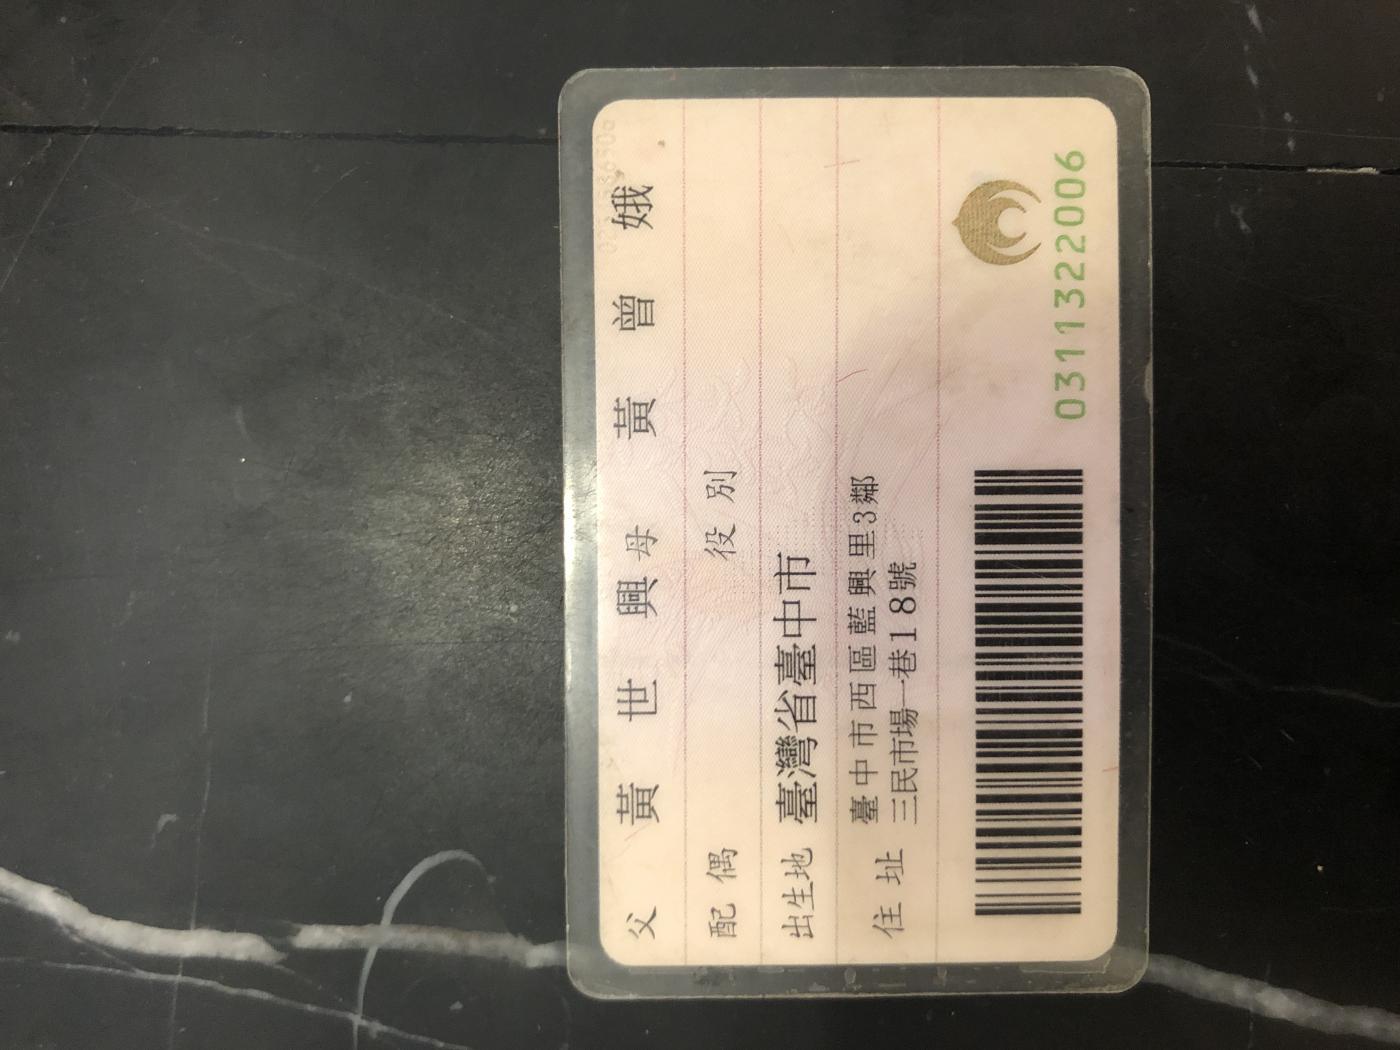 父 黃世興 母 黃曾娥
配偶 役別
出生地 臺灣省臺中市
住址 臺中市西區藍興里3鄰
三民市場一巷18號
0311322006